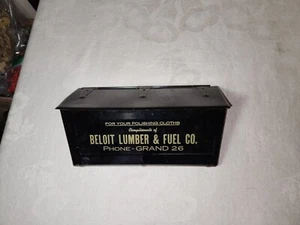 FOR YOUR POLISHING CLOTHS
Compliments of
BELOIT LUMBER & FUEL CO.
PHONE-GRAND 26